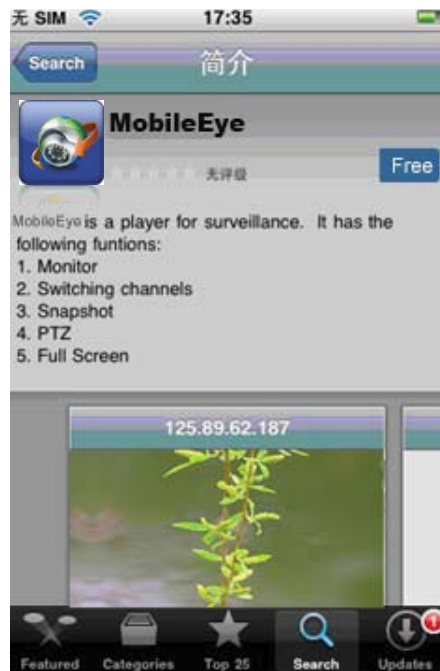 无 SIM 17:35
Search 简介
MobileEye
无评级 Free
MobileEye is a player for surveillance. It has the
following funtions:
1. Monitor
2. Switching channels
3. Snapshot
4. PTZ
5. Full Screen
125.89.62.187
Featured Categories Top 25 Search Updates
1